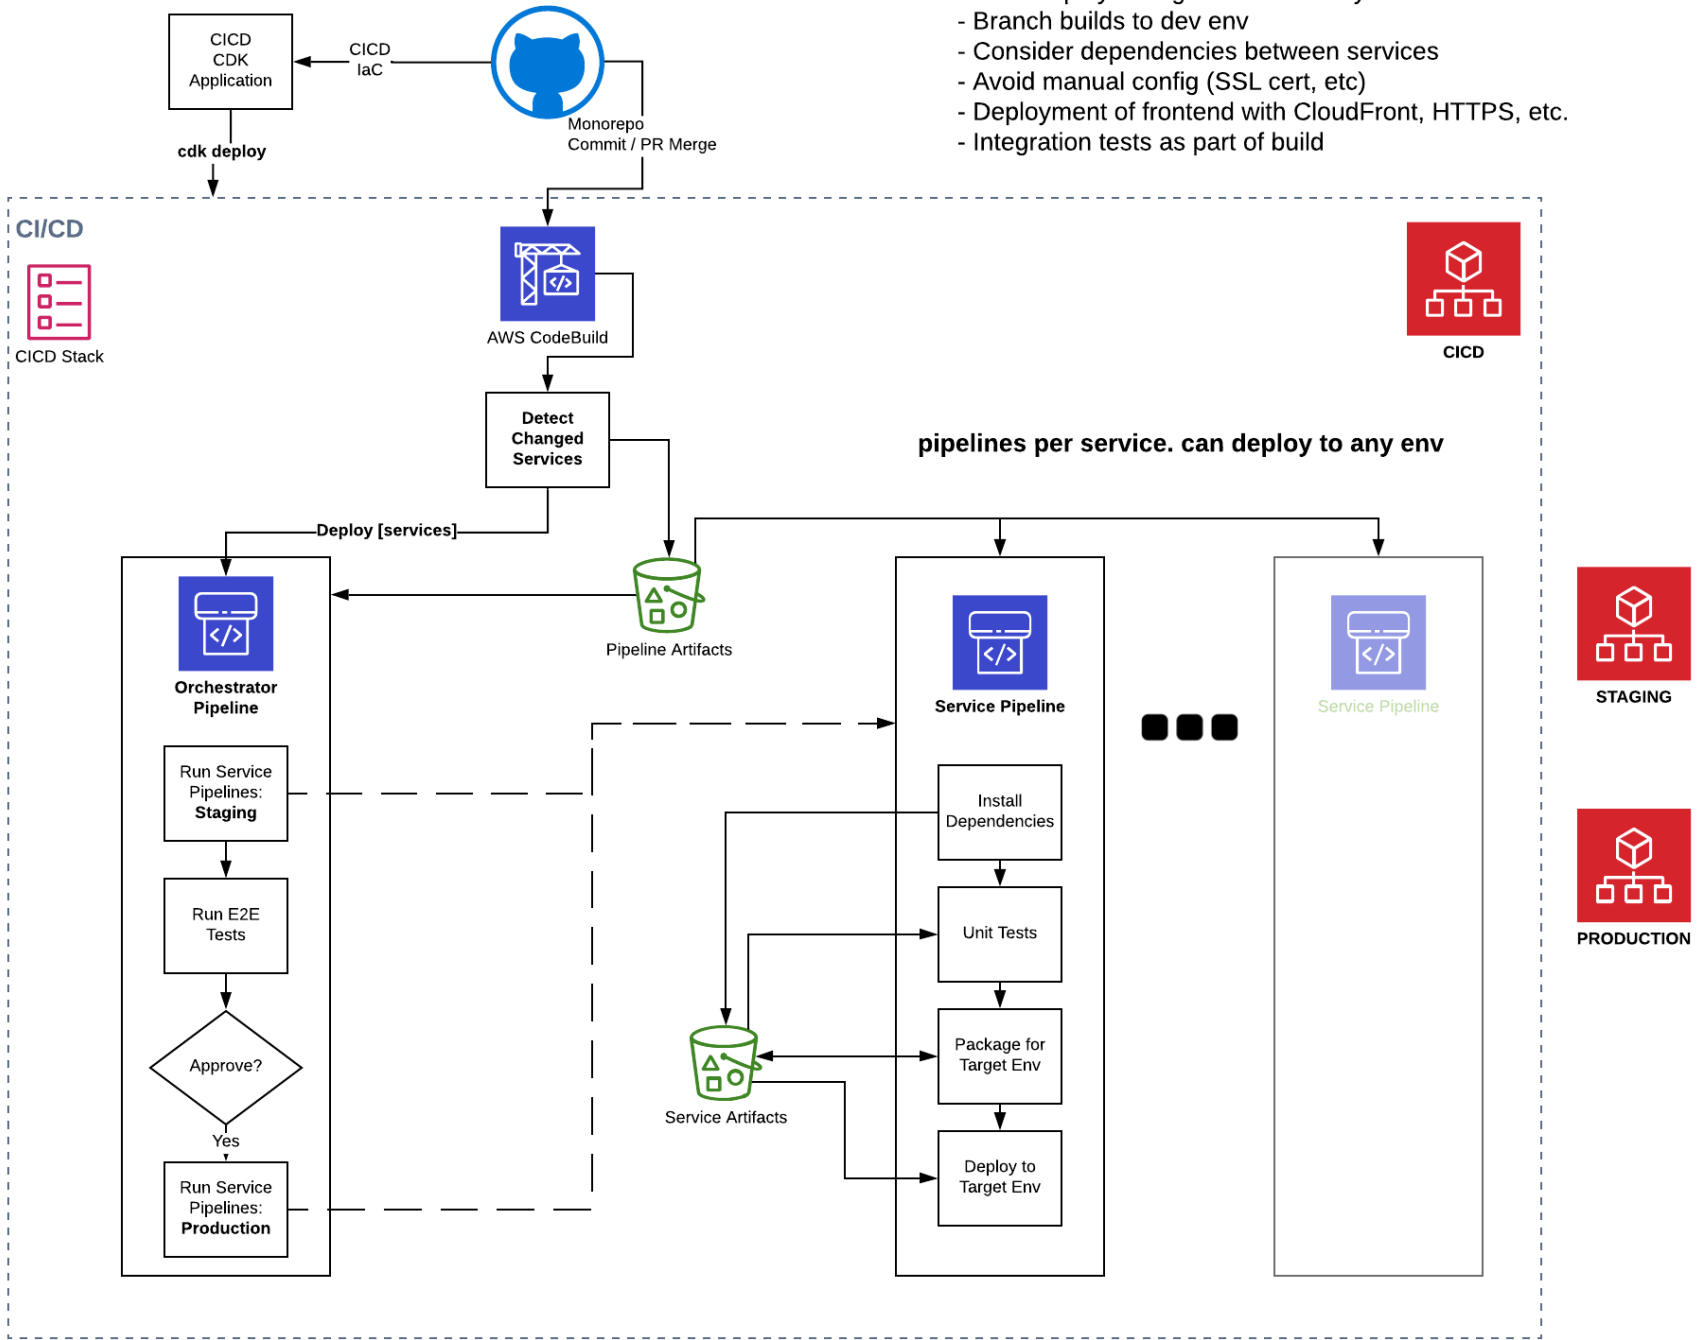 - Branch builds to dev env
- Consider dependencies between services
- Avoid manual config (SSL cert, etc)
- Deployment of frontend with CloudFront, HTTPS, etc.
- Integration tests as part of build
CICD
CDK
Application
CICD
IaC
Monorepo
Commit / PR Merge
cdk deploy
CI/CD
CICD Stack
AWS CodeBuild
CICD
Detect
Changed
Services
pipelines per service. can deploy to any env
Deploy [services]
Pipeline Artifacts
Orchestrator
Pipeline
Service Pipeline
Service Pipeline
STAGING
Run Service
Pipelines:
Staging
Install
Dependencies
Run E2E
Tests
Unit Tests
PRODUCTION
Approve?
Package for
Target Env
Service Artifacts
Yes
Run Service
Pipelines:
Production
Deploy to
Target Env